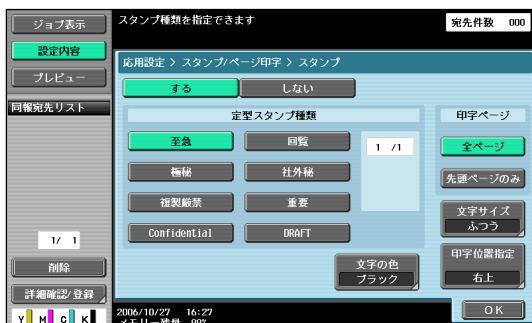 ジョブ表示
スタンプ種類を指定できます
宛先件数 000
設定内容
プレビュー
同報宛先リスト
応用設定 > スタンプ/ページ印字 > スタンプ
する
しない
定型スタンプ種類
印字ページ
至急
回覧
1 /1
全ページ
極秘
社外秘
先頭ページのみ
複製厳禁
重要
文字サイズ
ふつう
Confidential
DRAFT
1/ 1
文字の色
ブラック
印字位置指定
右上
削除
詳細確認/登録
OK
Y M C K
2006/10/27 16:27
メモリー残量 99%